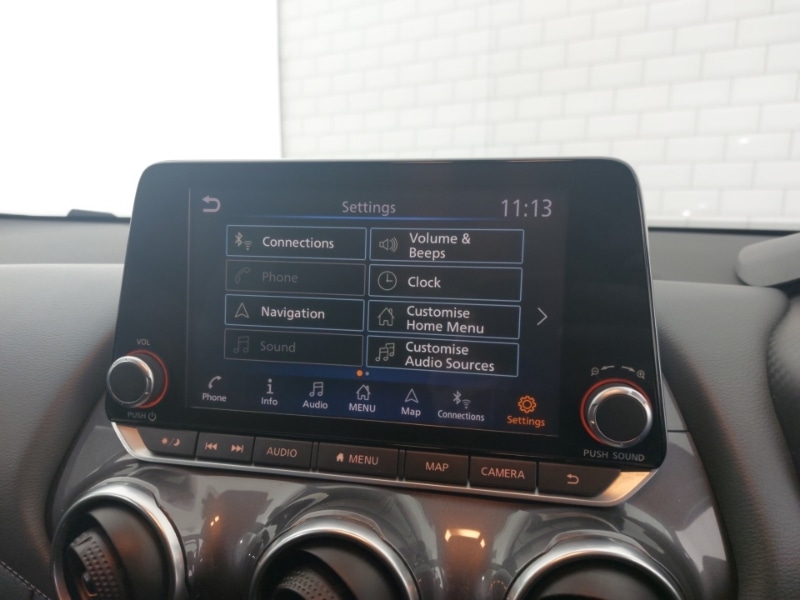 Settings
11:13
Connections
Volume &
Beeps
Phone
Clock
Navigation
Customise
Home Menu
Sound
Customise
Audio Sources
Phone
Info
Audio
MENU
Map
Connections
Settings
VOL
PUSH
PUSH SOUND
AUDIO
MENU
MAP
CAMERA